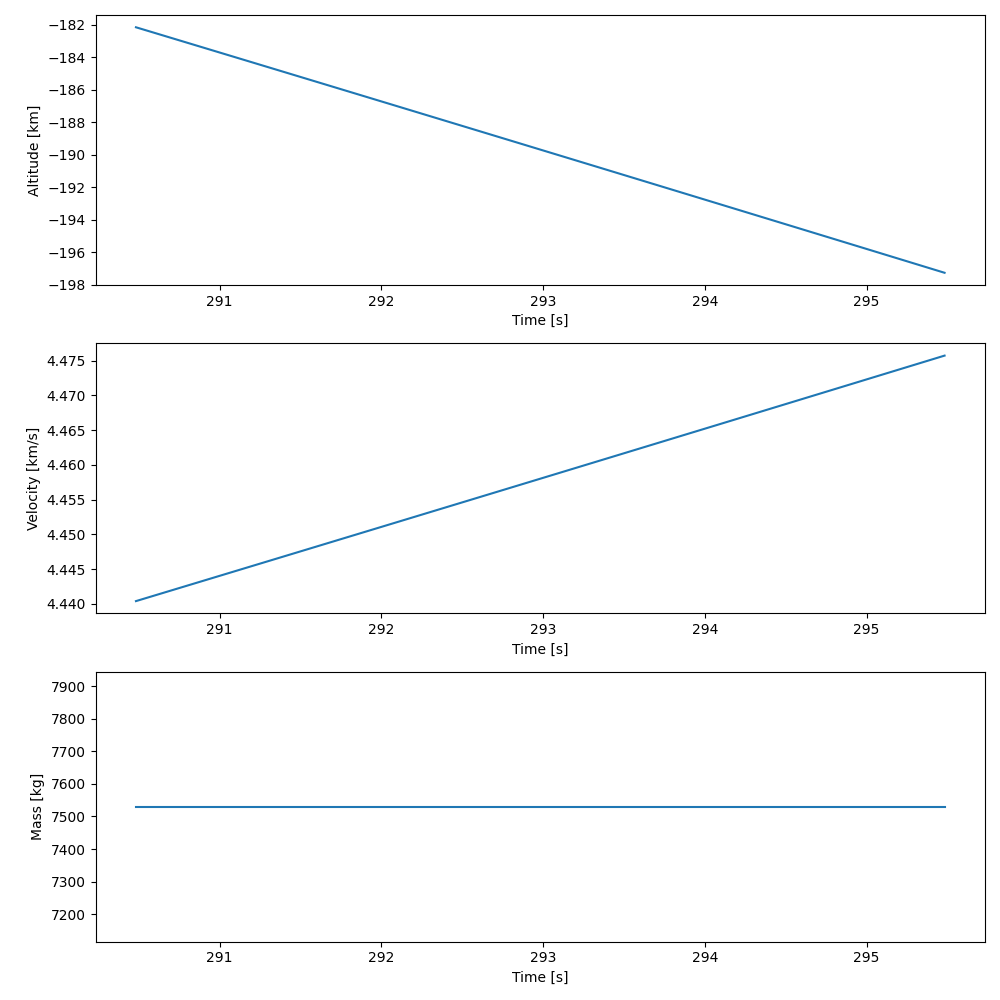 −182
−184
−186
−188
−190
−192
−194
−196
−198
Altitude [km]
291 292 293 294 295
Time [s]
4.475
4.470
4.465
4.460
4.455
4.450
4.445
4.440
Velocity [km/s]
291 292 293 294 295
Time [s]
7900
7800
7700
7600
7500
7400
7300
7200
Mass [kg]
291 292 293 294 295
Time [s]